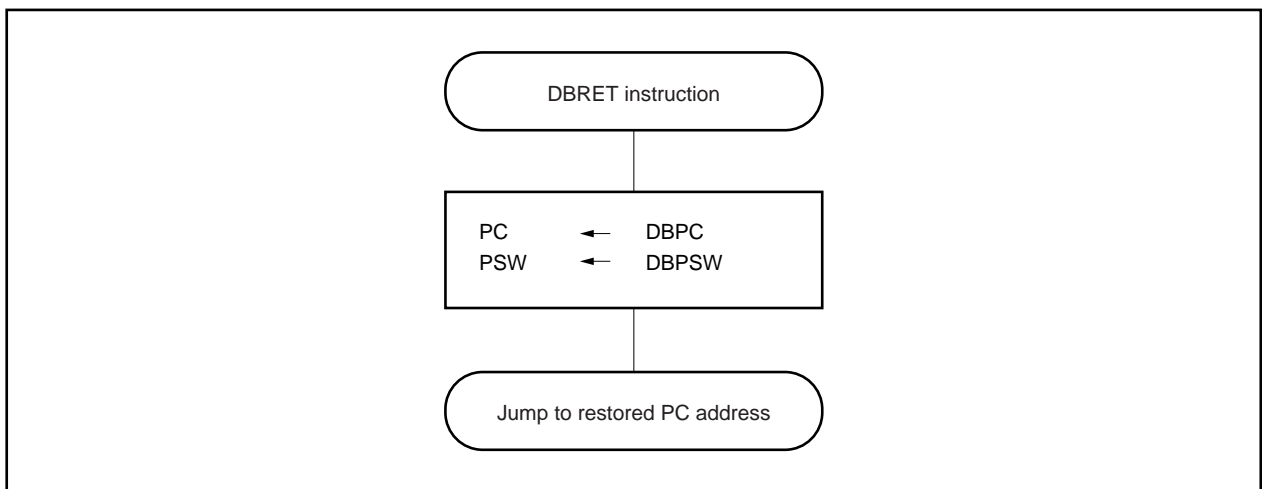 DBRET instruction
PC ← DBPC
PSW ← DBPSW
Jump to restored PC address